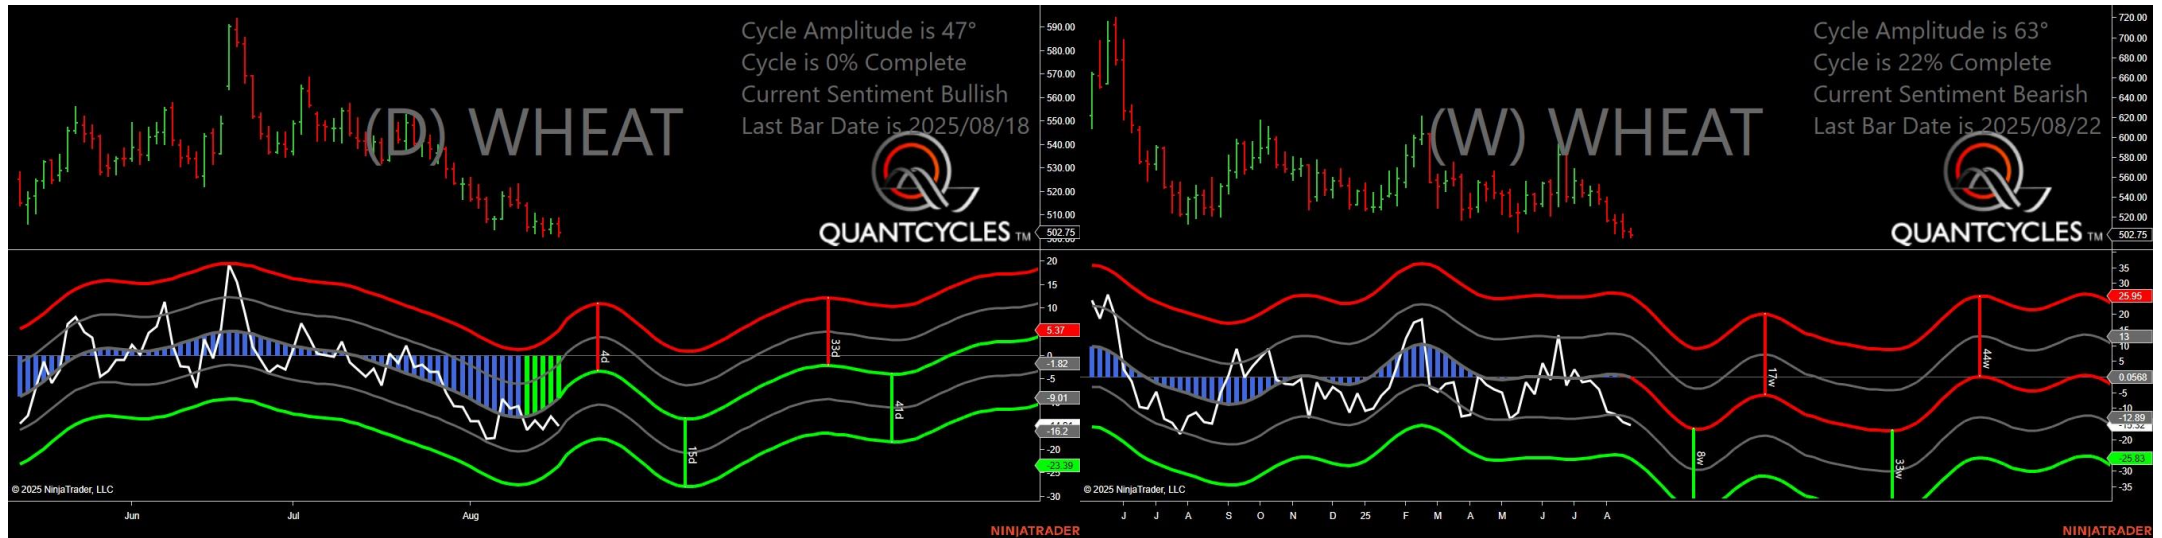 Cycle Amplitude is 47°
Cycle is 0% Complete
Current Sentiment Bullish
Last Bar Date is 2025/08/18
(D) WHEAT
QUANTCYCLES TM
590.00
580.00
570.00
560.00
550.00
540.00
530.00
520.00
510.00
502.75
20
15
10
5.37
0
-1.82
-5
-9.01
-16.2
-20
-23.39
-30
4d
15d
33d
41d
© 2025 NinjaTrader, LLC
Jun
Jul
Aug
NINJATRADER
Cycle Amplitude is 63°
Cycle is 22% Complete
Current Sentiment Bearish
Last Bar Date is 2025/08/22
(W) WHEAT
QUANTCYCLES TM
720.00
700.00
680.00
660.00
640.00
620.00
600.00
580.00
560.00
540.00
520.00
502.75
35
30
25.95
20
13
10
5
0.0568
-5
-10
-12.89
-15.32
-20
-25.83
-30
-35
8w
17w
33w
44w
© 2025 NinjaTrader, LLC
J
J
A
S
O
N
D
25
F
M
A
M
J
J
A
NINJATRADER